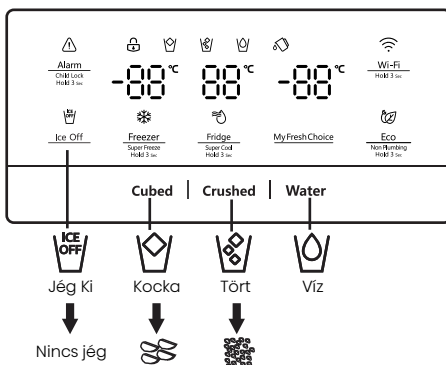 -88°C 88°C -88°C
Alarm Wi-Fi
Child Lock
Hold 3 Sec Hold 3 Sec
ICE OFF
Ice Off Freezer Fridge My Fresh Choice Eco
Super Freeze Super Cool Non Plumbing
Hold 3 Sec Hold 3 Sec Hold 3 Sec
Cubed | Crushed | Water
ICE
OFF
Jég Ki Kocka Tört Víz
Nincs jég